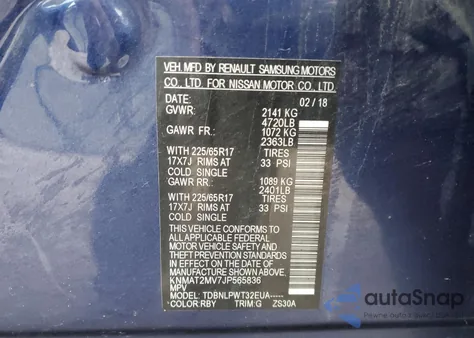 VEH MFD BY RENAULT SAMSUNG MOTORS
CO., LTD. FOR NISSAN MOTOR CO., LTD.
DATE: 02 / 18
GVWR: 2141 KG
4720LB
GAWR FR.: 1072 KG
2363LB
WITH 225/65R17 TIRES
17X7J RIMS AT 33 PSI
COLD SINGLE
GAWR RR.: 1089 KG
2401LB
WITH 225/65R17 TIRES
17X7J RIMS AT 33 PSI
COLD SINGLE
THIS VEHICLE CONFORMS TO
ALL APPLICABLE FEDERAL
MOTOR VEHICLE SAFETY AND
THEFT PREVENTION STANDARDS
IN EFFECT ON THE DATE OF
MANUFACTURE SHOWN ABOVE.
KNMAT2MV7JP565836
MPV
MODEL: TDBNLPWT32EUA-----
COLOR:RBY TRIM:G ZS30A
autoSnap